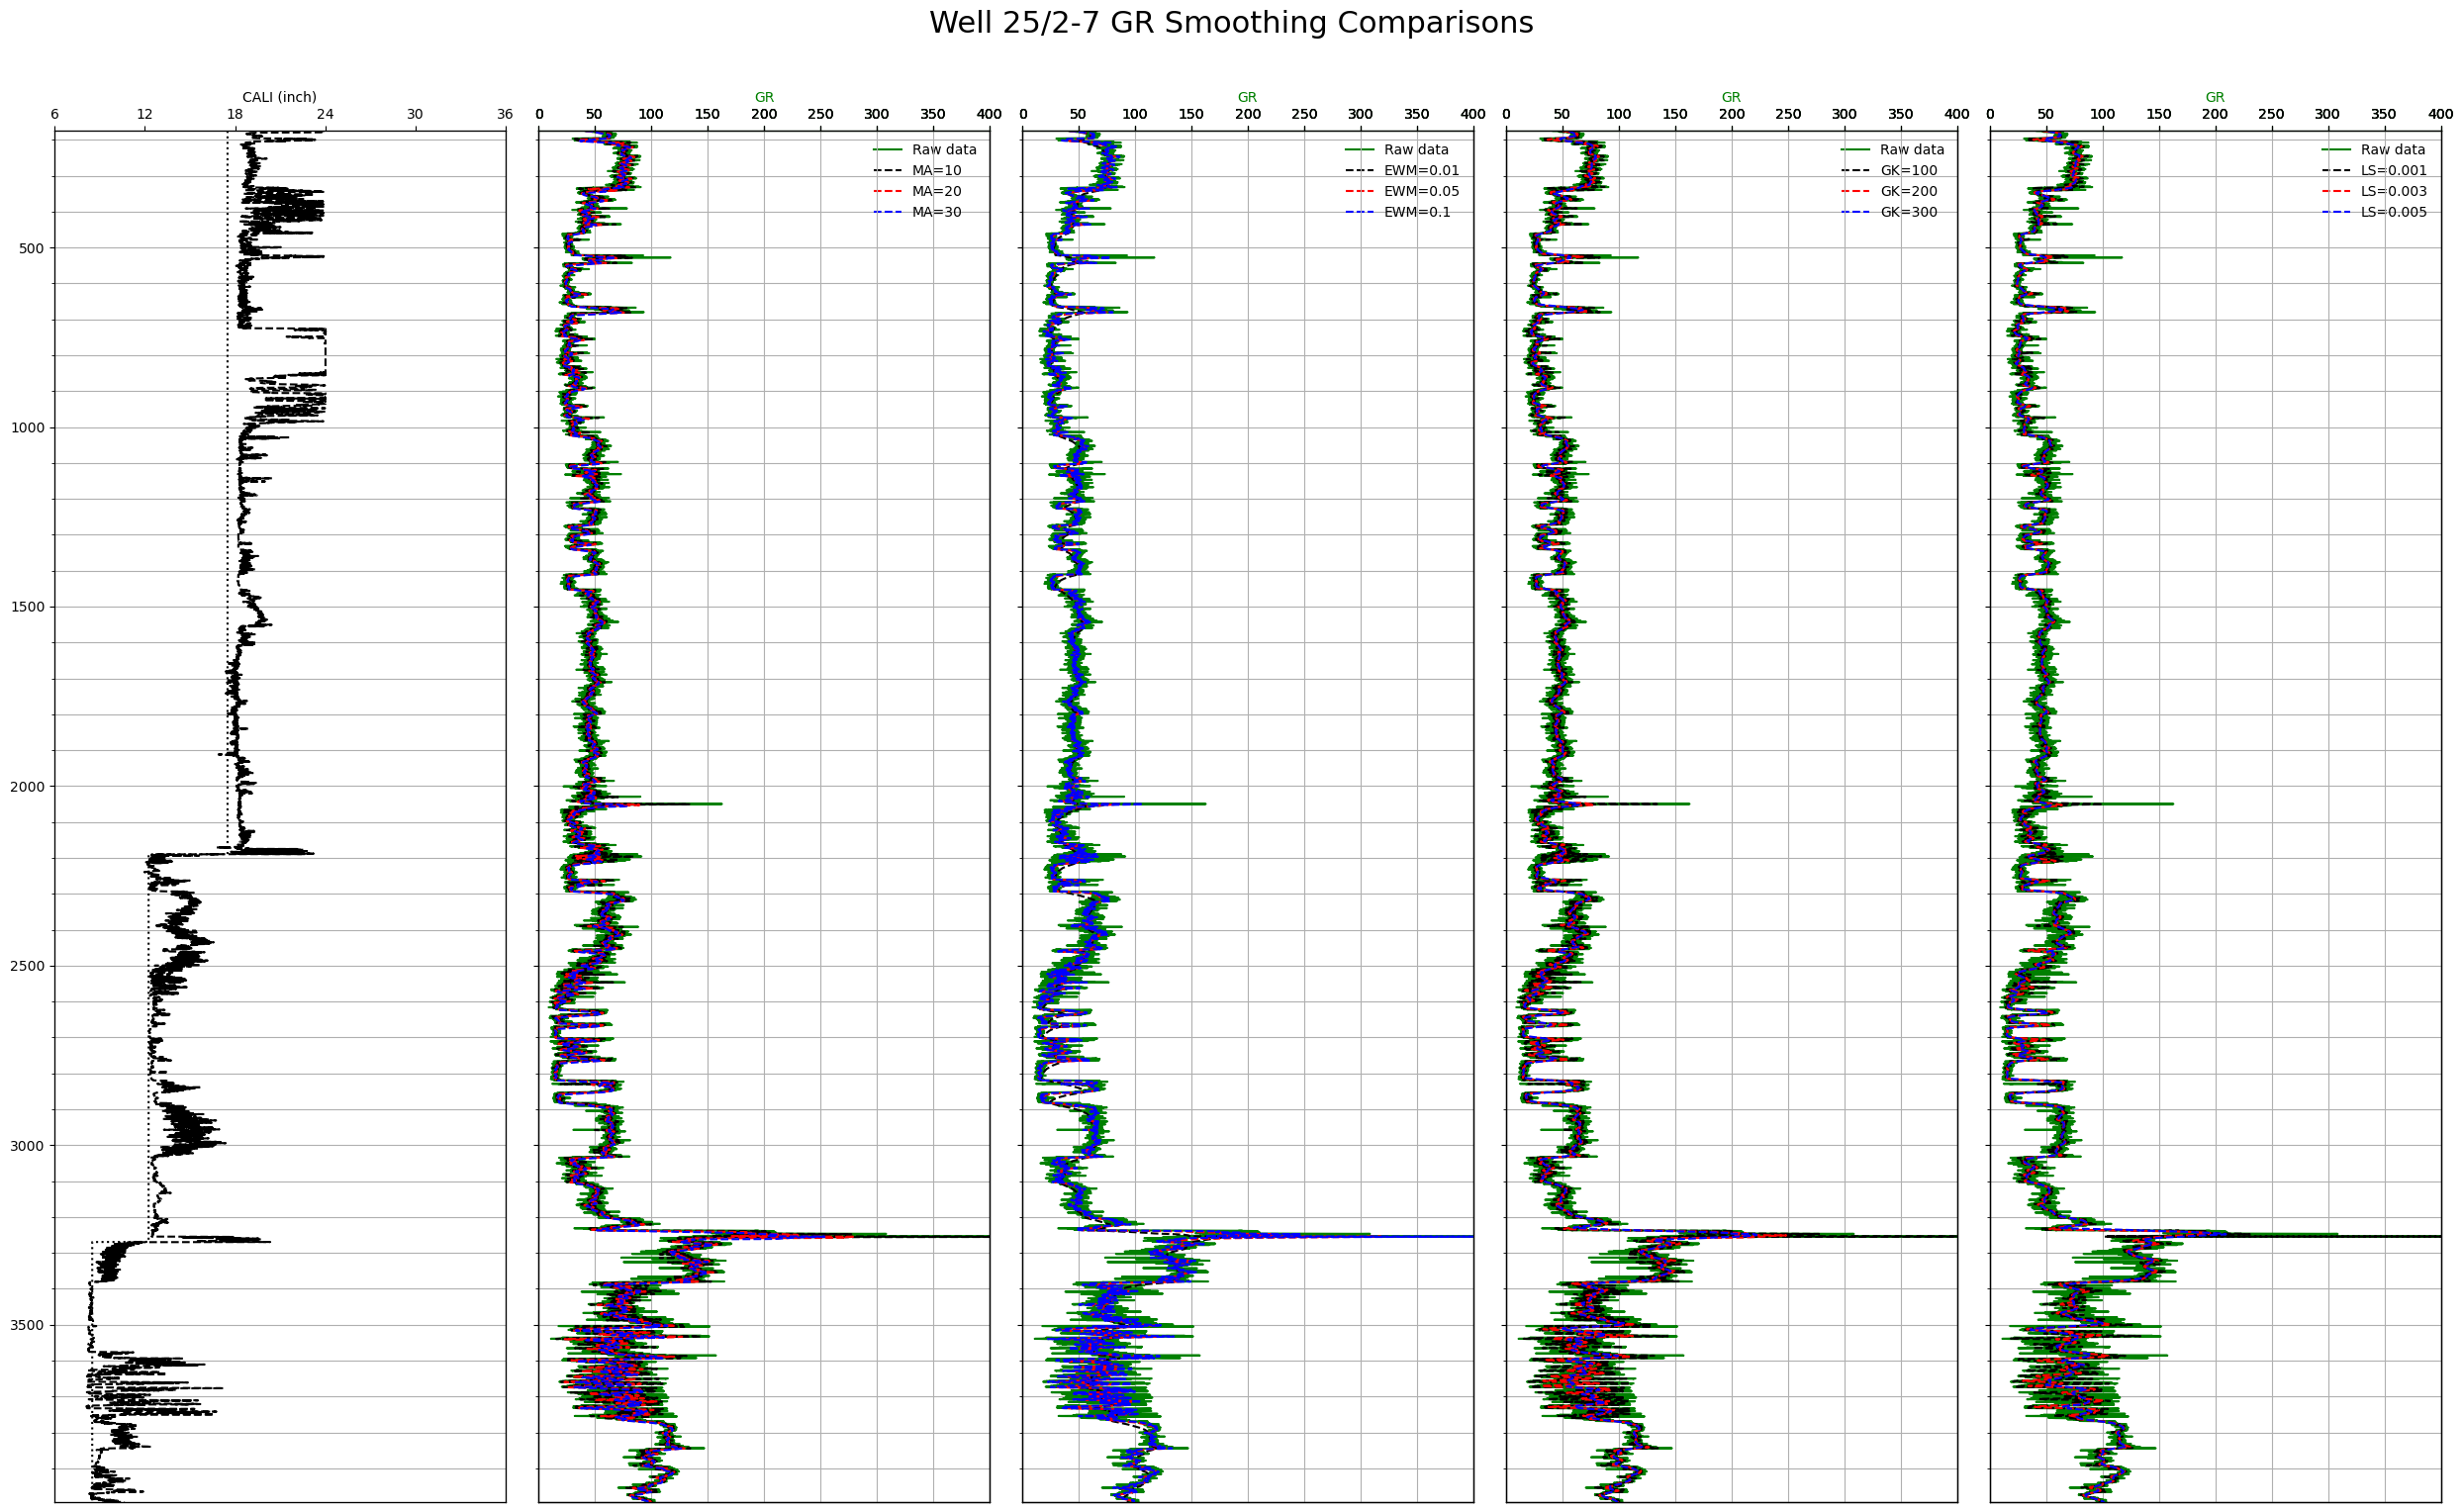 Well 25/2-7 GR Smoothing Comparisons
CALI (inch)
6 12 18 24 30 36
GR
0 50 100 150 200 250 300 350 400
GR
0 50 100 150 200 250 300 350 400
GR
0 50 100 150 200 250 300 350 400
GR
0 50 100 150 200 250 300 350 400
500
1000
1500
2000
2500
3000
3500
Raw data
MA=10
MA=20
MA=30
Raw data
EWM=0.01
EWM=0.05
EWM=0.1
Raw data
GK=100
GK=200
GK=300
Raw data
LS=0.001
LS=0.003
LS=0.005